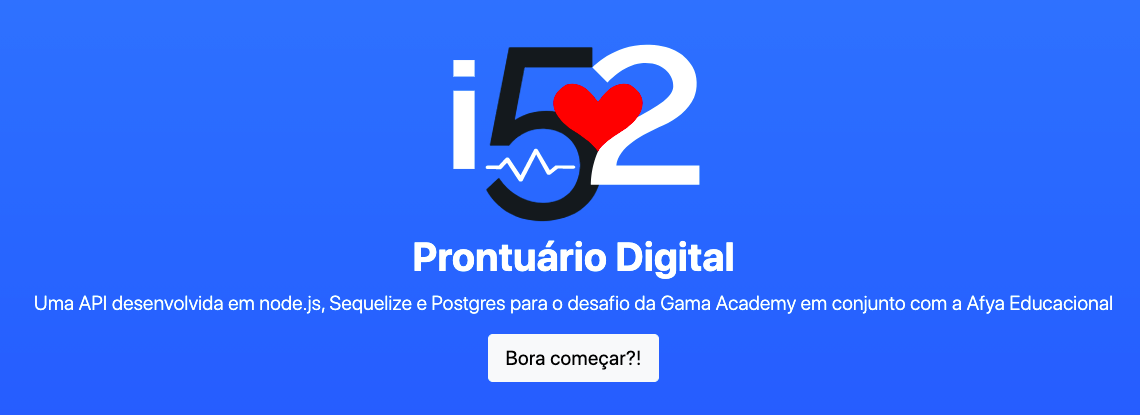 i52
Prontuário Digital
Uma API desenvolvida em node.js, Sequelize e Postgres para o desafio da Gama Academy em conjunto com a Afya Educacional
Bora começar?!